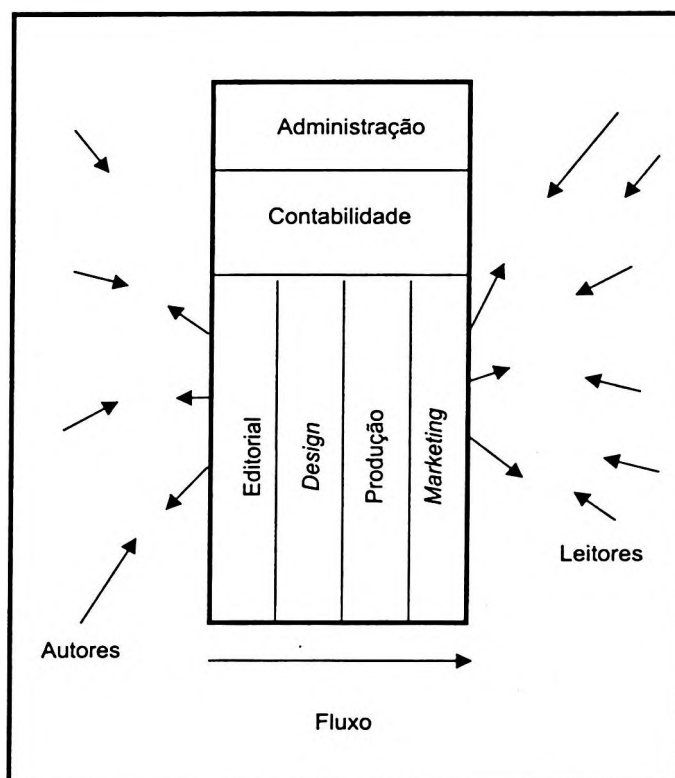 Administração
Contabilidade
Editorial
Design
Produção
Marketing
Leitores
Autores
Fluxo